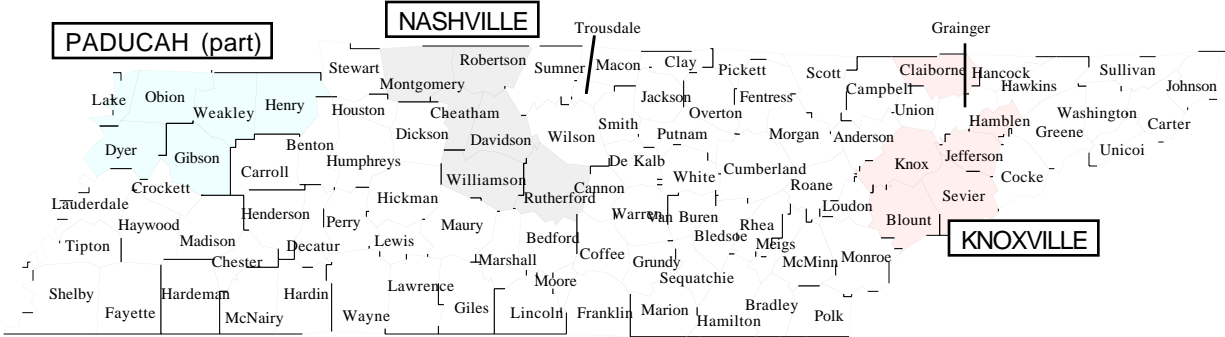 NASHVILLE
Trousdale
Grainger
PADUCAH (part)
Stewart
Robertson
Sumner
Macon
Clay
Pickett
Scott
Claiborne
Hancock
Sullivan
Montgomery
Hawkins
Johnson
Lake
Obion
Weakley
Henry
Houston
Cheatham
Jackson
Overton
Fentress
Campbell
Union
Hamblen
Washington
Carter
Dickson
Davidson
Wilson
Smith
Putnam
Morgan
Anderson
Greene
Unicoi
Dyer
Gibson
Benton
Carroll
Humphreys
De Kalb
White
Cumberland
Knox
Jefferson
Cocke
Crockett
Williamson
Cannon
Roane
Lauderdale
Henderson
Hickman
Rutherford
Warren
Van Buren
Loudon
Sevier
Haywood
Perry
Maury
Rhea
Blount
Tipton
Madison
Decatur
Lewis
Bedford
Bledsoe
Meigs
KNOXVILLE
Chester
Marshall
Coffee
Grundy
McMinn
Monroe
Shelby
Hardeman
Hardin
Lawrence
Moore
Sequatchie
Fayette
McNairy
Wayne
Giles
Lincoln
Franklin
Marion
Hamilton
Bradley
Polk